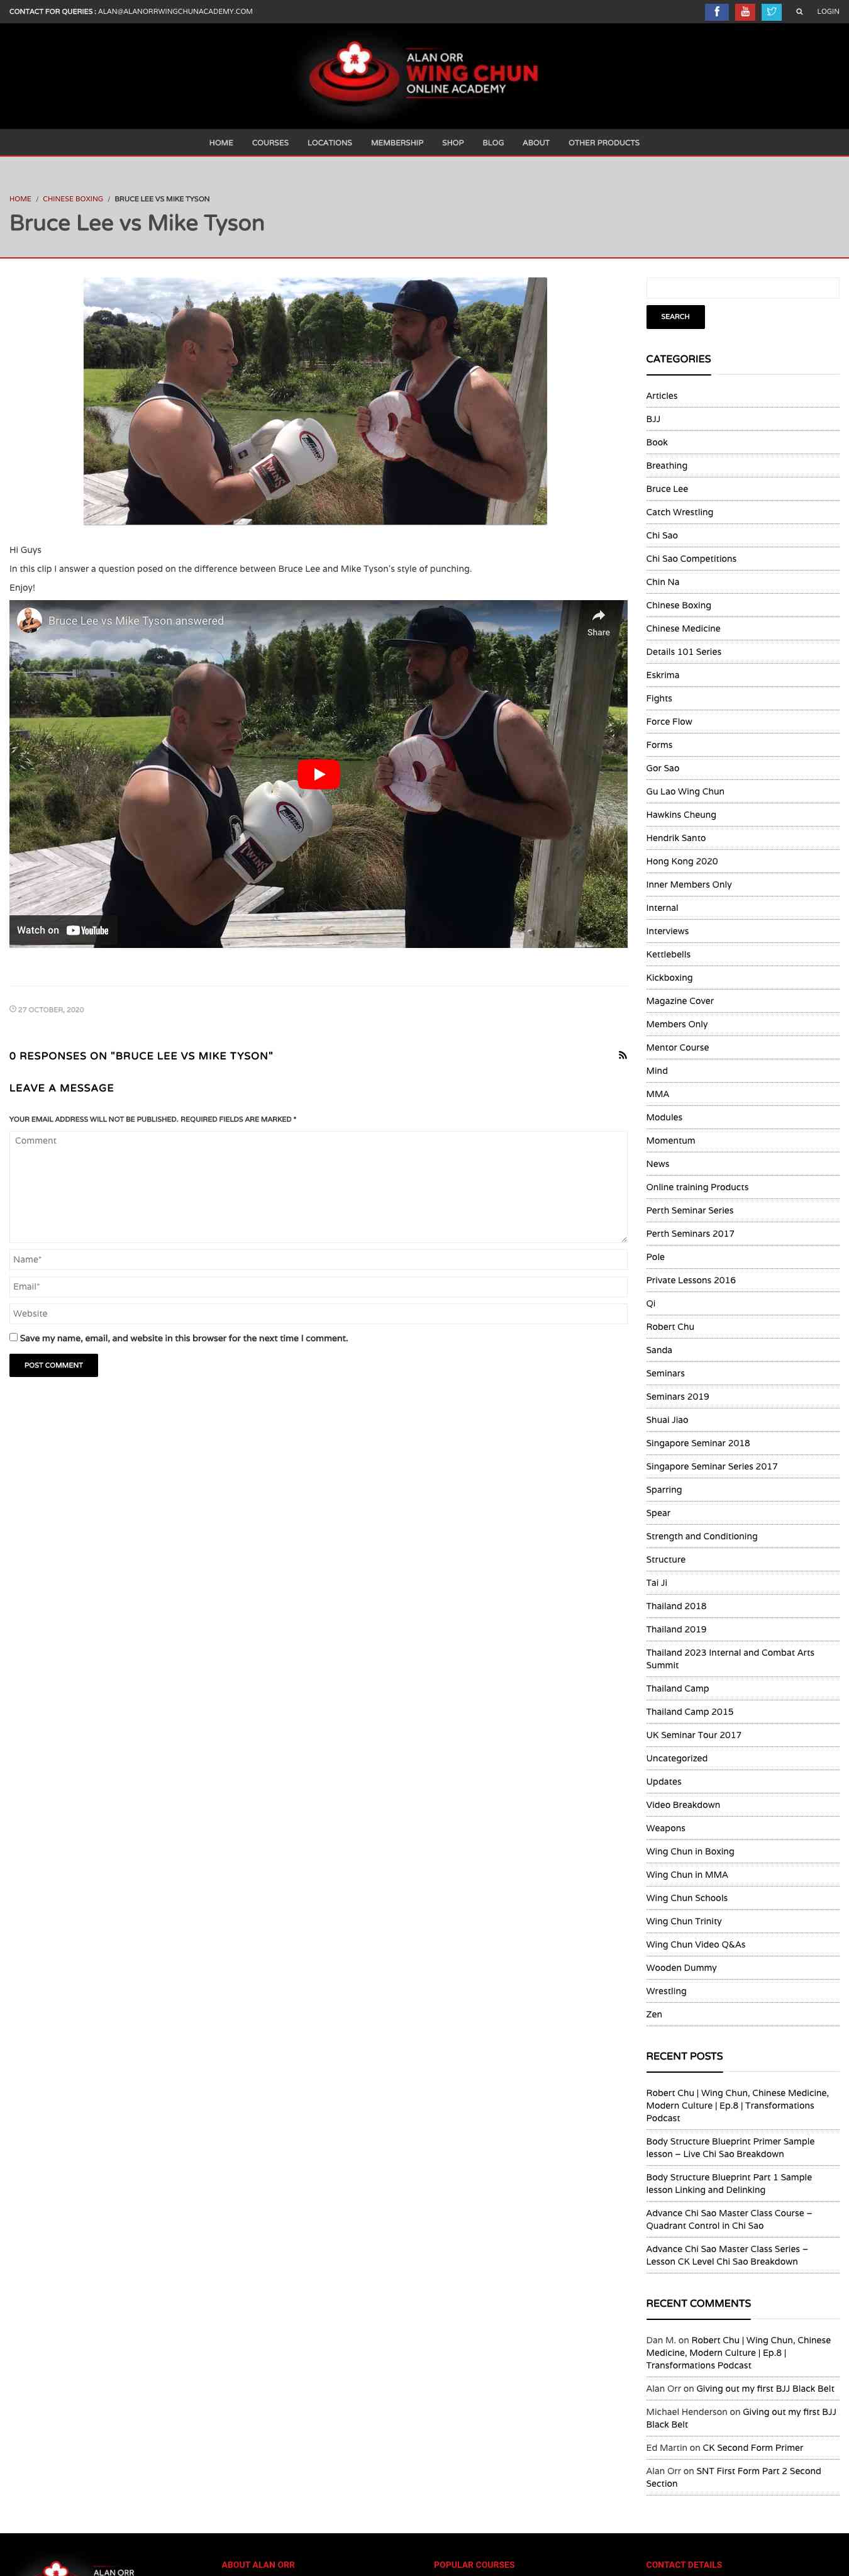 CONTACT FOR QUERIES : ALAN@ALANORRWINGCHUNACADEMY.COM
LOGIN
ALAN ORR
WING CHUN
ONLINE ACADEMY
HOME COURSES LOCATIONS MEMBERSHIP SHOP BLOG ABOUT OTHER PRODUCTS
HOME / CHINESE BOXING / BRUCE LEE VS MIKE TYSON
Bruce Lee vs Mike Tyson
TWINS
Hi Guys
In this clip I answer a question posed on the difference between Bruce Lee and Mike Tyson's style of punching.
Enjoy!
Bruce Lee vs Mike Tyson answered
Share
TWINS
Watch on YouTube
27 OCTOBER, 2020
0 RESPONSES ON "BRUCE LEE VS MIKE TYSON"
LEAVE A MESSAGE
YOUR EMAIL ADDRESS WILL NOT BE PUBLISHED. REQUIRED FIELDS ARE MARKED *
Comment
Name*
Email*
Website
Save my name, email, and website in this browser for the next time I comment.
POST COMMENT
SEARCH
CATEGORIES
Articles
BJJ
Book
Breathing
Bruce Lee
Catch Wrestling
Chi Sao
Chi Sao Competitions
Chin Na
Chinese Boxing
Chinese Medicine
Details 101 Series
Eskrima
Fights
Force Flow
Forms
Gor Sao
Gu Lao Wing Chun
Hawkins Cheung
Hendrik Santo
Hong Kong 2020
Inner Members Only
Internal
Interviews
Kettlebells
Kickboxing
Magazine Cover
Members Only
Mentor Course
Mind
MMA
Modules
Momentum
News
Online training Products
Perth Seminar Series
Perth Seminars 2017
Pole
Private Lessons 2016
Qi
Robert Chu
Sanda
Seminars
Seminars 2019
Shuai Jiao
Singapore Seminar 2018
Singapore Seminar Series 2017
Sparring
Spear
Strength and Conditioning
Structure
Tai Ji
Thailand 2018
Thailand 2019
Thailand 2023 Internal and Combat Arts
Summit
Thailand Camp
Thailand Camp 2015
UK Seminar Tour 2017
Uncategorized
Updates
Video Breakdown
Weapons
Wing Chun in Boxing
Wing Chun in MMA
Wing Chun Schools
Wing Chun Trinity
Wing Chun Video Q&As
Wooden Dummy
Wrestling
Zen
RECENT POSTS
Robert Chu | Wing Chun, Chinese Medicine,
Modern Culture | Ep.8 | Transformations
Podcast
Body Structure Blueprint Primer Sample
lesson – Live Chi Sao Breakdown
Body Structure Blueprint Part 1 Sample
lesson Linking and Delinking
Advance Chi Sao Master Class Course –
Quadrant Control in Chi Sao
Advance Chi Sao Master Class Series –
Lesson CK Level Chi Sao Breakdown
RECENT COMMENTS
Dan M. on Robert Chu | Wing Chun, Chinese
Medicine, Modern Culture | Ep.8 |
Transformations Podcast
Alan Orr on Giving out my first BJJ Black Belt
Michael Henderson on Giving out my first BJJ
Black Belt
Ed Martin on CK Second Form Primer
Alan Orr on SNT First Form Part 2 Second
Section
ALAN ORR
ABOUT ALAN ORR
POPULAR COURSES
CONTACT DETAILS